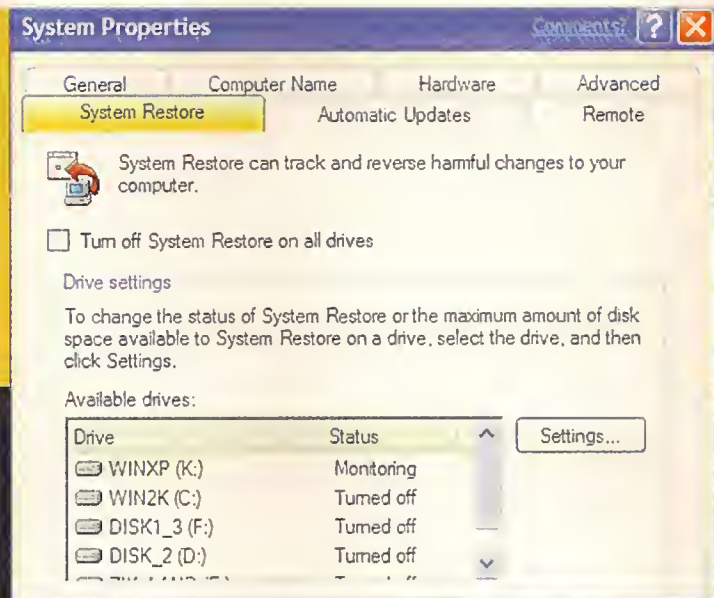 System Properties
Comments?
General Computer Name Hardware Advanced
System Restore Automatic Updates Remote
System Restore can track and reverse harmful changes to your
computer.
Turn off System Restore on all drives
Drive settings
To change the status of System Restore or the maximum amount of disk
space available to System Restore on a drive, select the drive, and then
click Settings.
Available drives:
Drive Status
Settings...
WINXP (K:) Monitoring
WIN2K (C:) Turned off
DISK1_3 (F:) Turned off
DISK_2 (D:) Turned off